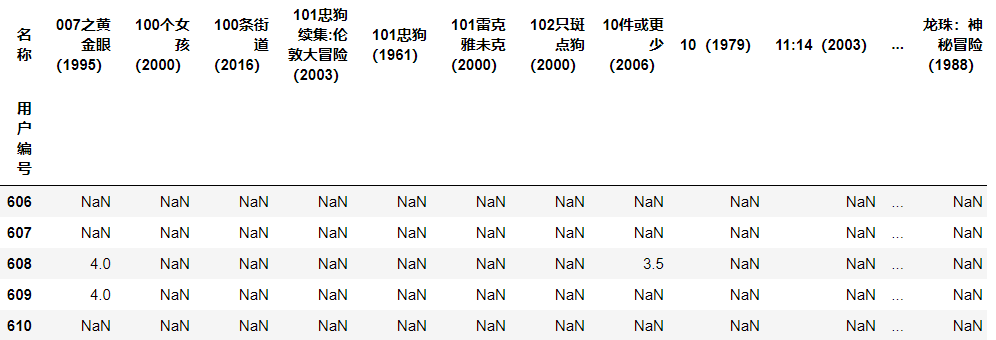 名称 007之黄金眼（1995） 100个女孩（2000） 100条街道（2016） 101忠狗续集:伦敦大冒险（2003） 101忠狗（1961） 101雷克雅未克（2000） 102只斑点狗（2000） 10件或更少（2006） 10（1979） 11:14（2003） ... 龙珠：神秘冒险（1988）
用户编号
606 NaN NaN NaN NaN NaN NaN NaN NaN NaN NaN ... NaN
607 NaN NaN NaN NaN NaN NaN NaN NaN NaN NaN ... NaN
608 4.0 NaN NaN NaN NaN NaN NaN 3.5 NaN NaN ... NaN
609 4.0 NaN NaN NaN NaN NaN NaN NaN NaN NaN ... NaN
610 NaN NaN NaN NaN NaN NaN NaN NaN NaN NaN ... NaN